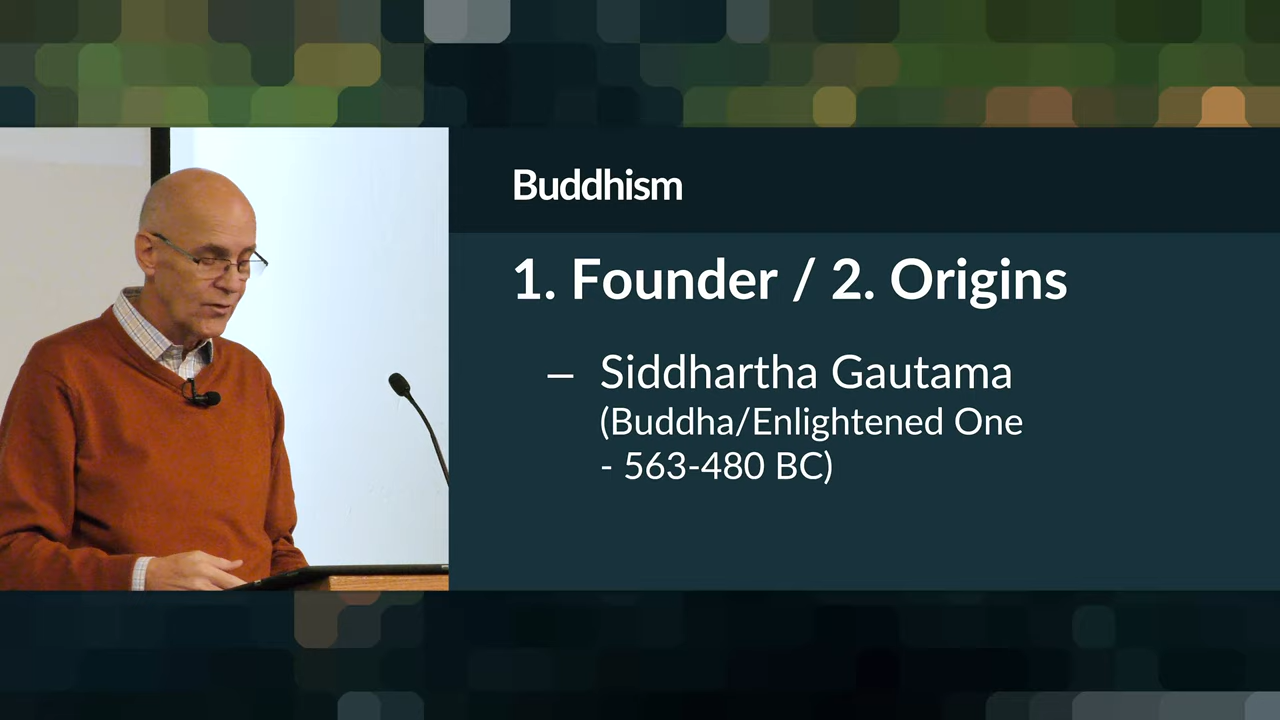 Buddhism
1. Founder / 2. Origins
– Siddhartha Gautama
(Buddha/Enlightened One
- 563-480 BC)